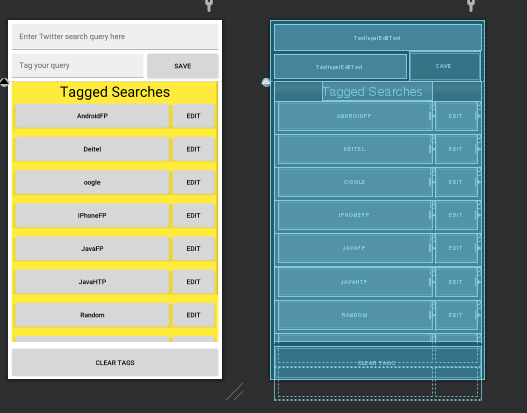 Enter Twitter search query here
Tag your query
SAVE
Tagged Searches
AndroidFP
EDIT
Deitel
EDIT
oogle
EDIT
iPhoneFP
EDIT
JavaFP
EDIT
JavaHTP
EDIT
Random
EDIT
CLEAR TAGS
TextInputEditText
TextInputEditText
SAVE
Tagged Searches
ANDROIDFP
EDIT
DEITEL
EDIT
OOGLE
EDIT
IPHONEFP
EDIT
JAVAFP
EDIT
JAVAHTP
EDIT
RANDOM
EDIT
CLEAR TAGS